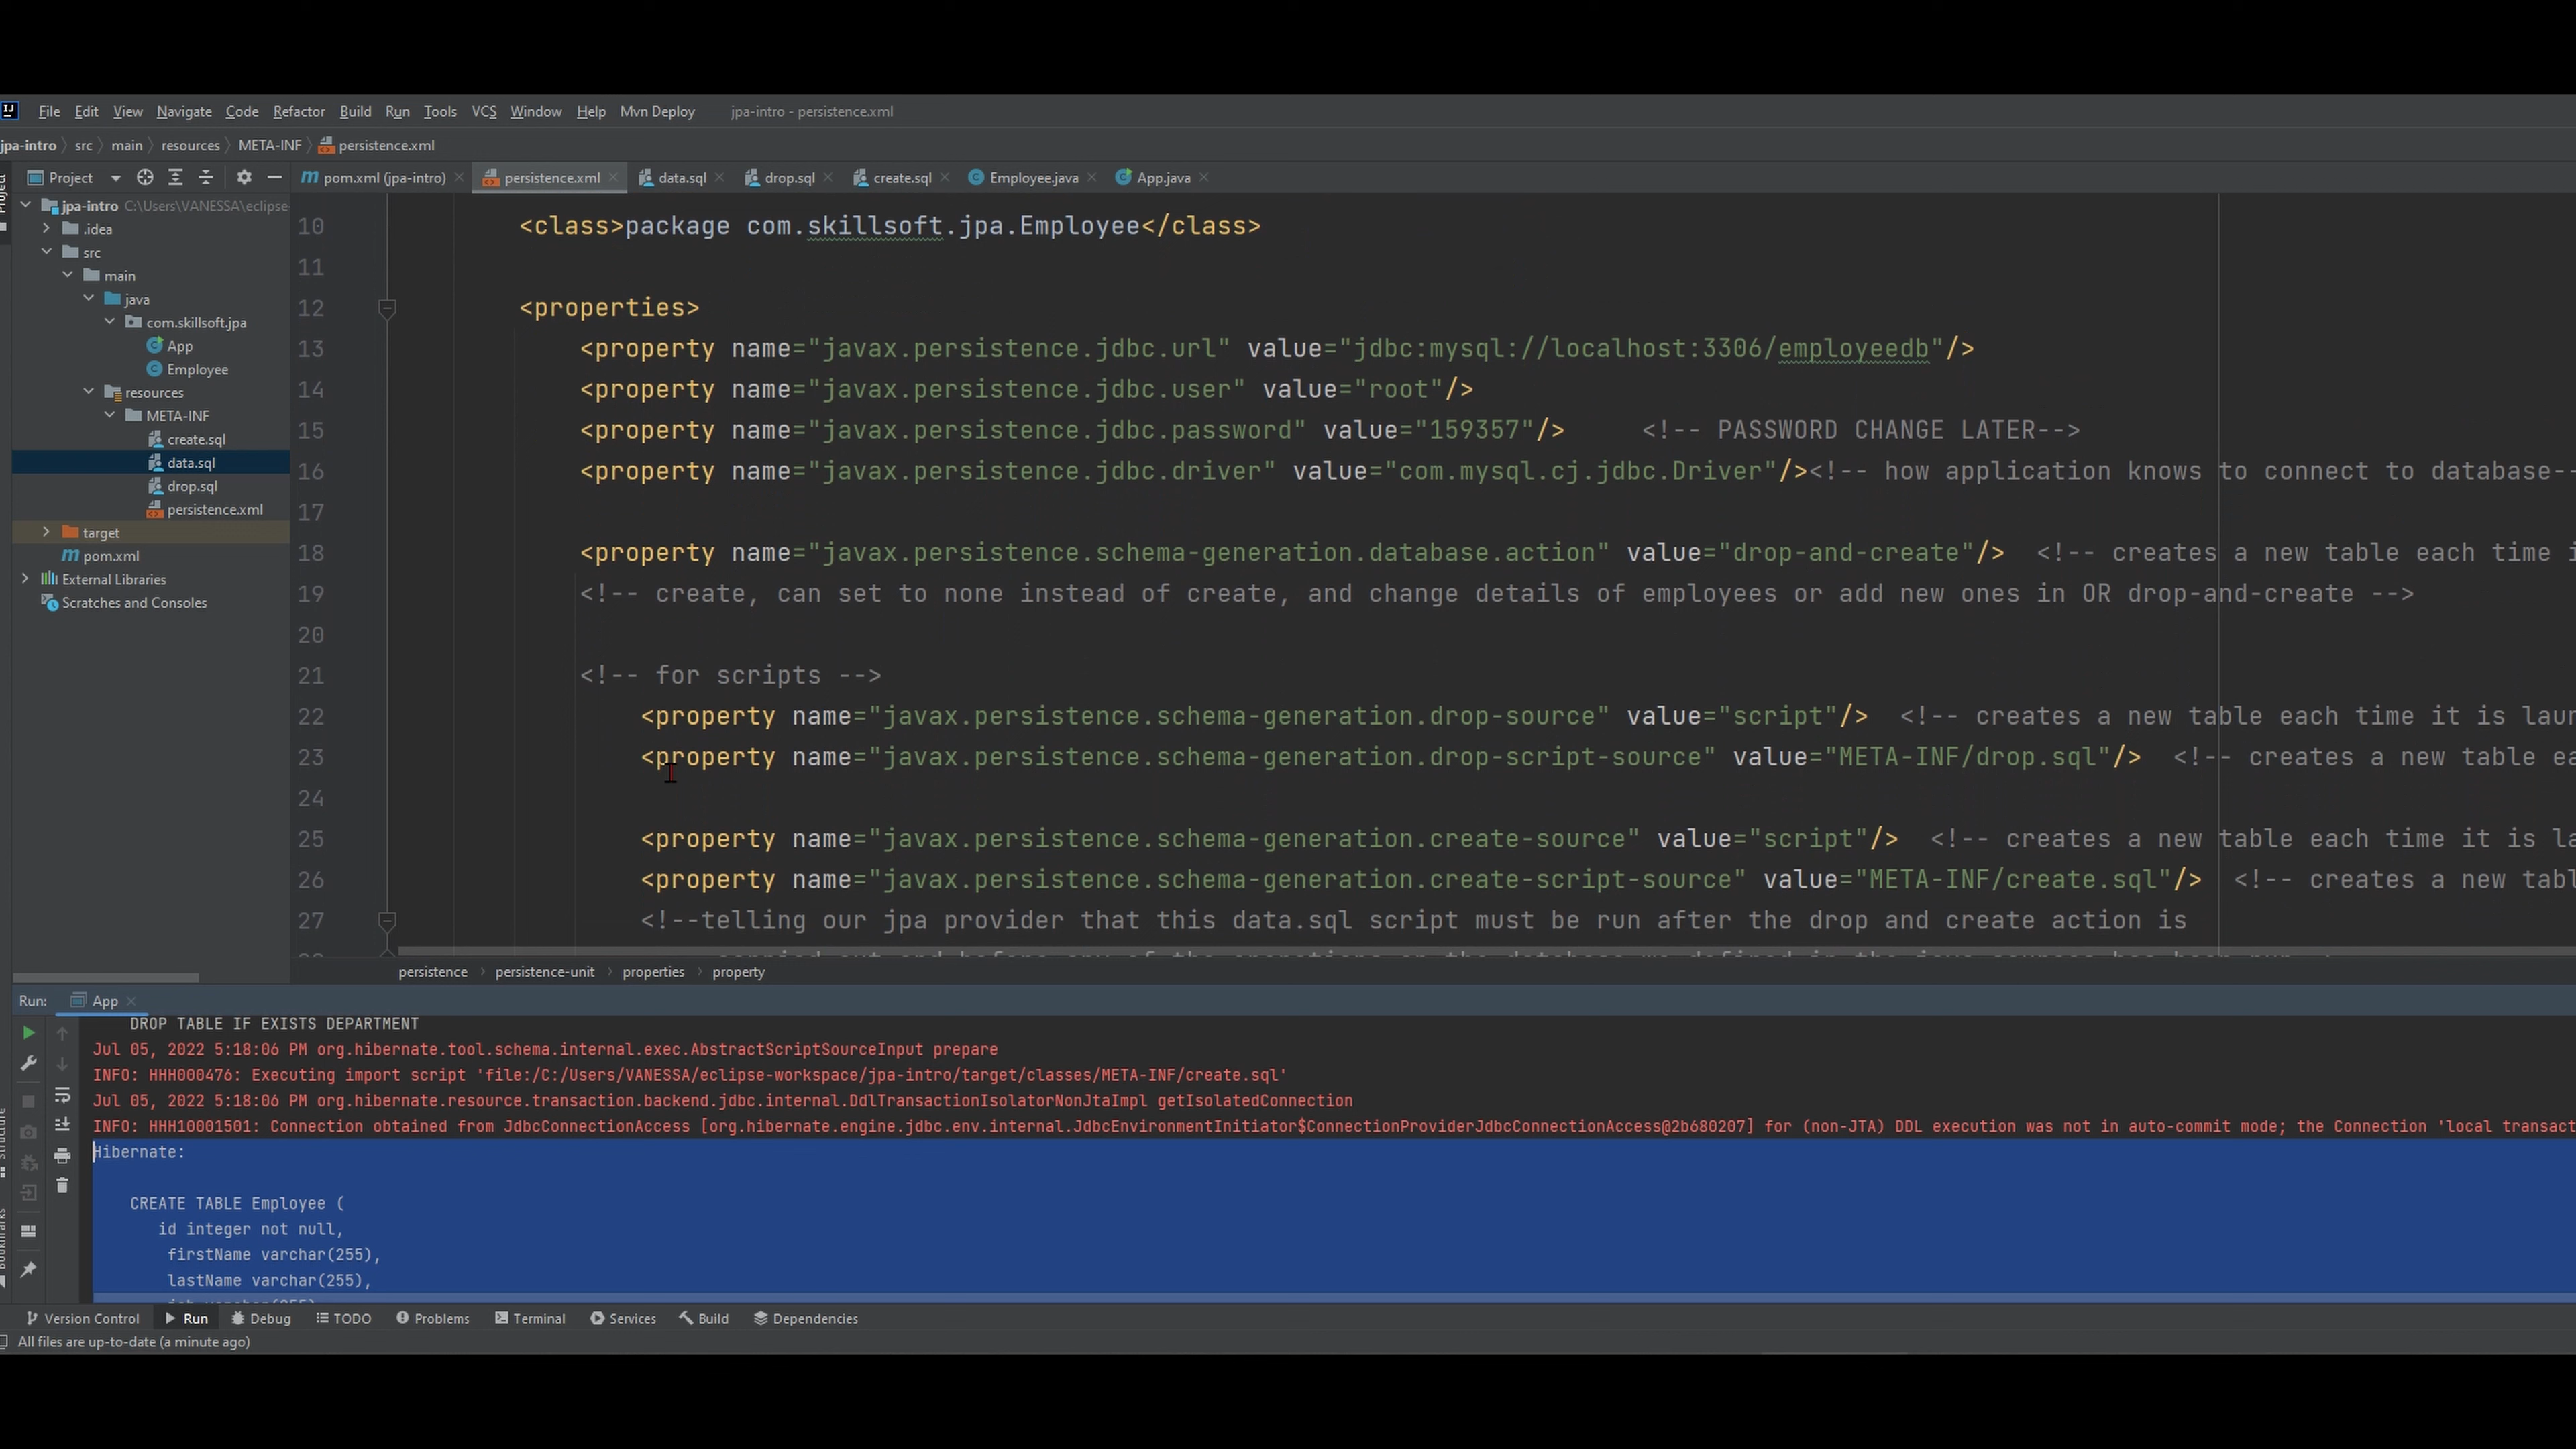 File Edit View Navigate Code Refactor Build Run Tools VCS Window Help Mvn Deploy jpa-intro - persistence.xml
jpa-intro src main resources META-INF persistence.xml
Project pom.xml (jpa-intro) persistence.xml data.sql drop.sql create.sql Employee.java App.java
Project
jpa-intro C:\Users\VANESSA\eclipse-
.idea
src
main
java
com.skillsoft.jpa
App
Employee
resources
META-INF
create.sql
data.sql
drop.sql
persistence.xml
target
pom.xml
External Libraries
Scratches and Consoles
10 <class>package com.skillsoft.jpa.Employee</class>
11
12 <properties>
13 <property name="javax.persistence.jdbc.url" value="jdbc:mysql://localhost:3306/employeedb"/>
14 <property name="javax.persistence.jdbc.user" value="root"/>
15 <property name="javax.persistence.jdbc.password" value="159357"/> <!-- PASSWORD CHANGE LATER-->
16 <property name="javax.persistence.jdbc.driver" value="com.mysql.cj.jdbc.Driver"/><!-- how application knows to connect to database--
17
18 <property name="javax.persistence.schema-generation.database.action" value="drop-and-create"/> <!-- creates a new table each time i
19 <!-- create, can set to none instead of create, and change details of employees or add new ones in OR drop-and-create -->
20
21 <!-- for scripts -->
22 <property name="javax.persistence.schema-generation.drop-source" value="script"/> <!-- creates a new table each time it is laun
23 <property name="javax.persistence.schema-generation.drop-script-source" value="META-INF/drop.sql"/> <!-- creates a new table ea
24
25 <property name="javax.persistence.schema-generation.create-source" value="script"/> <!-- creates a new table each time it is la
26 <property name="javax.persistence.schema-generation.create-script-source" value="META-INF/create.sql"/> <!-- creates a new tabl
27 <!--telling our jpa provider that this data.sql script must be run after the drop and create action is
persistence persistence-unit properties property
Run: App
DROP TABLE IF EXISTS DEPARTMENT
Jul 05, 2022 5:18:06 PM org.hibernate.tool.schema.internal.exec.AbstractScriptSourceInput prepare
INFO: HHH000476: Executing import script 'file:/C:/Users/VANESSA/eclipse-workspace/jpa-intro/target/classes/META-INF/create.sql'
Jul 05, 2022 5:18:06 PM org.hibernate.resource.transaction.backend.jdbc.internal.DdlTransactionIsolatorNonJtaImpl getIsolatedConnection
INFO: HHH10001501: Connection obtained from JdbcConnectionAccess [org.hibernate.engine.jdbc.env.internal.JdbcEnvironmentInitiator$ConnectionProviderJdbcConnectionAccess@2b680207] for (non-JTA) DDL execution was not in auto-commit mode; the Connection 'local transact
Hibernate:
CREATE TABLE Employee (
id integer not null,
firstName varchar(255),
lastName varchar(255),
Version Control Run Debug TODO Problems Terminal Services Build Dependencies
All files are up-to-date (a minute ago)